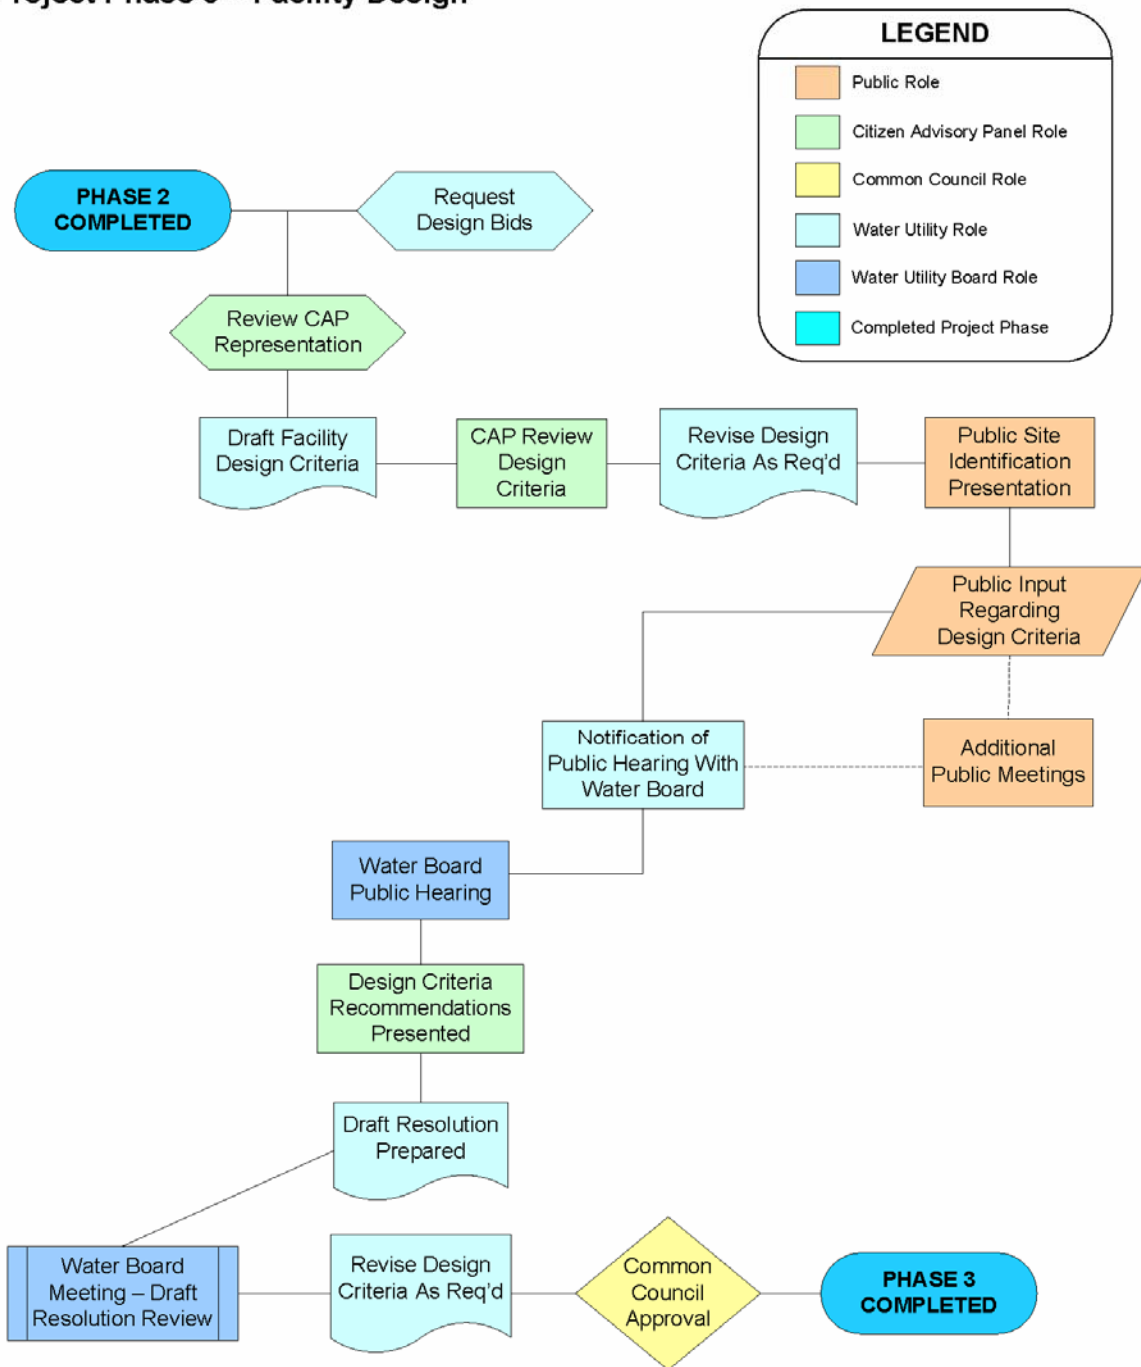 Facility Design
LEGEND
Public Role
Citizen Advisory Panel Role
Common Council Role
Water Utility Role
Water Utility Board Role
Completed Project Phase
PHASE 2
COMPLETED
Request
Design Bids
Review CAP
Representation
Draft Facility
Design Criteria
CAP Review
Design
Criteria
Revise Design
Criteria As Req'd
Public Site
Identification
Presentation
Public Input
Regarding
Design Criteria
Notification of
Public Hearing With
Water Board
Additional
Public Meetings
Water Board
Public Hearing
Design Criteria
Recommendations
Presented
Draft Resolution
Prepared
Water Board
Meeting – Draft
Resolution Review
Revise Design
Criteria As Req'd
Common
Council
Approval
PHASE 3
COMPLETED